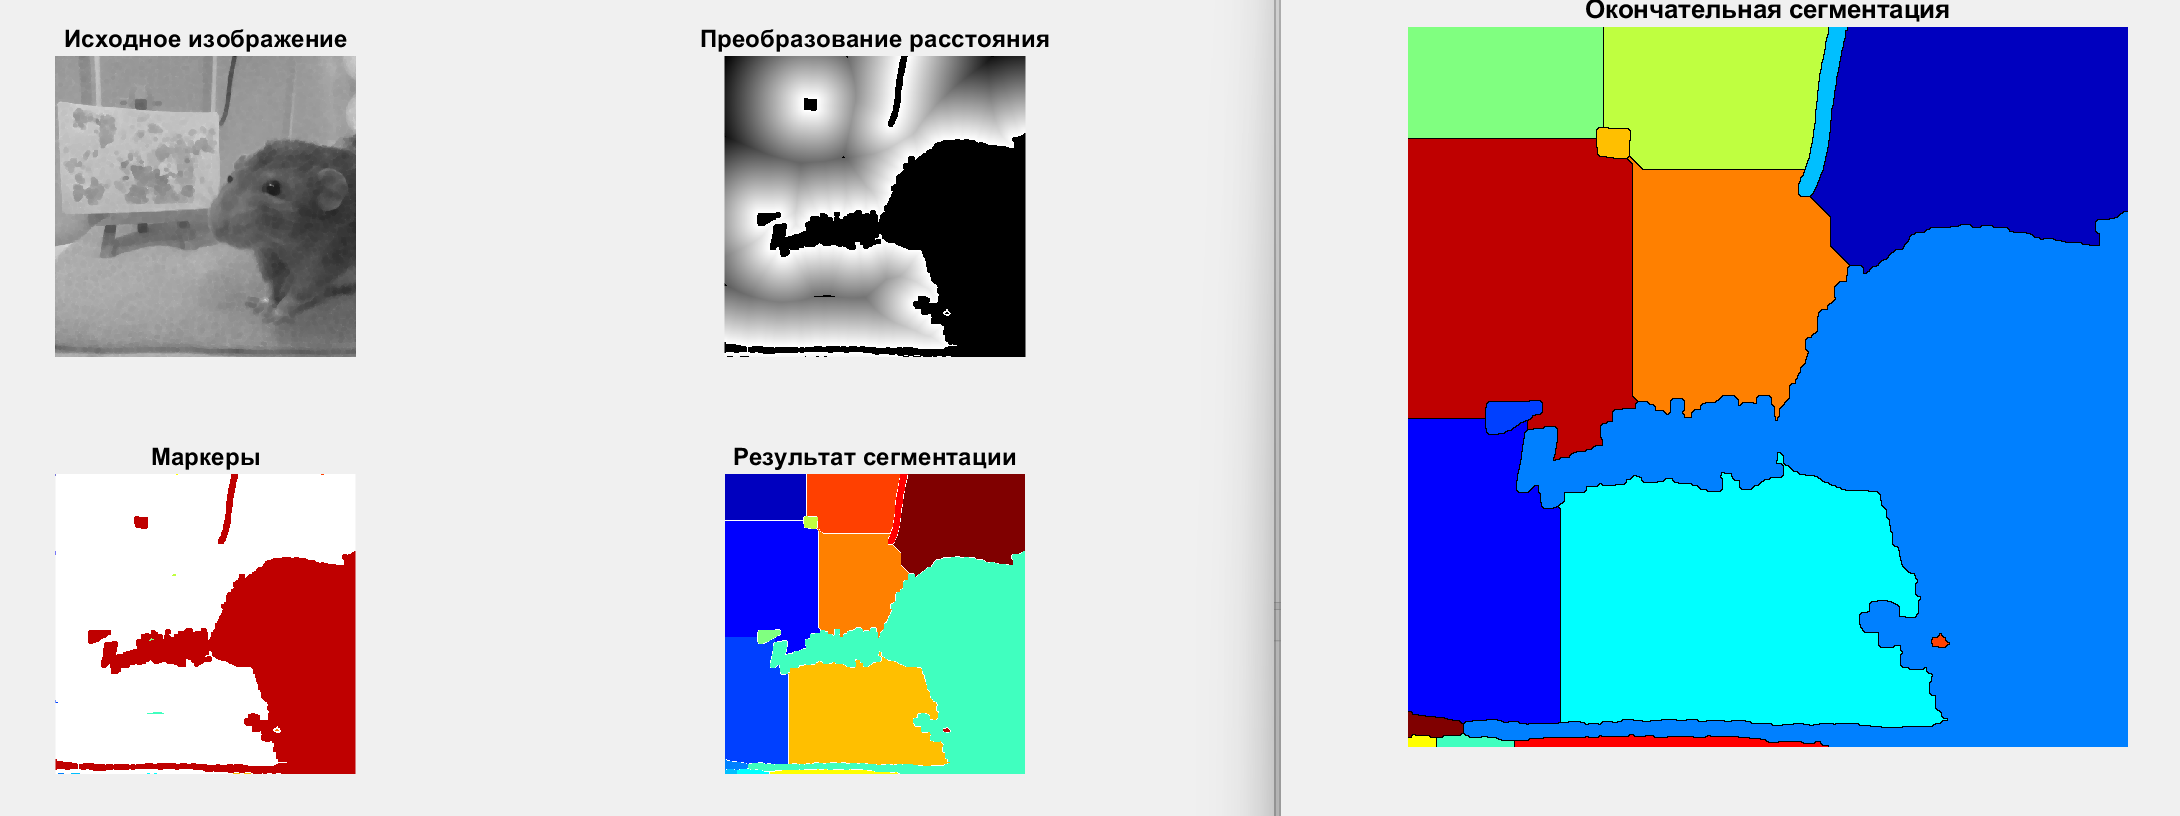 Исходное изображение
Преобразование расстояния
Окончательная сегментация
Маркеры
Результат сегментации